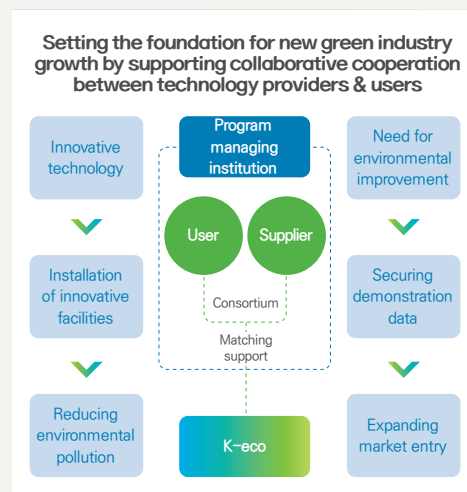 Setting the foundation for new green industry
growth by supporting collaborative cooperation
between technology providers & users
Innovative
technology
Installation
of innovative
facilities
Reducing
environmental
pollution
Program
managing
institution
User
Supplier
Consortium
Matching
support
K-eco
Need for
environmental
improvement
Securing
demonstration
data
Expanding
market entry